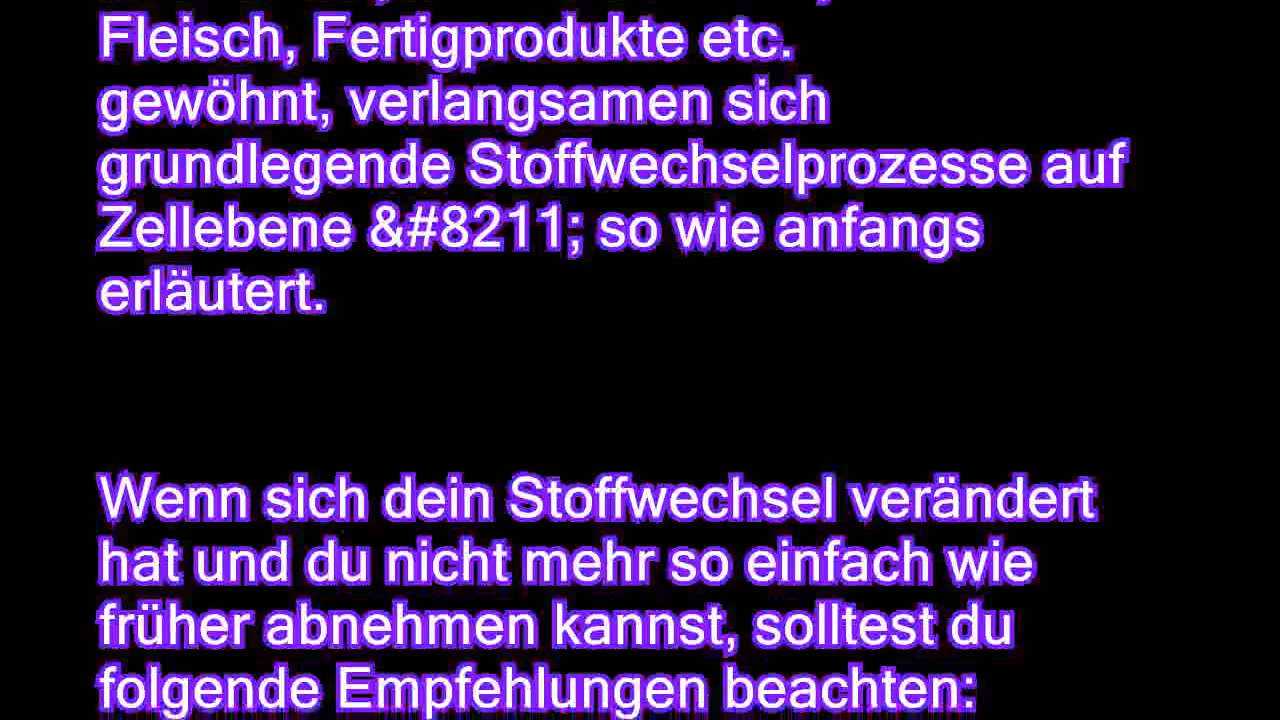 Fleisch, Fertigprodukte etc.
gewöhnt, verlangsamen sich
grundlegende Stoffwechselprozesse auf
Zellebene &#8211; so wie anfangs
erläutert.
Wenn sich dein Stoffwechsel verändert
hat und du nicht mehr so einfach wie
früher abnehmen kannst, solltest du
folgende Empfehlungen beachten: